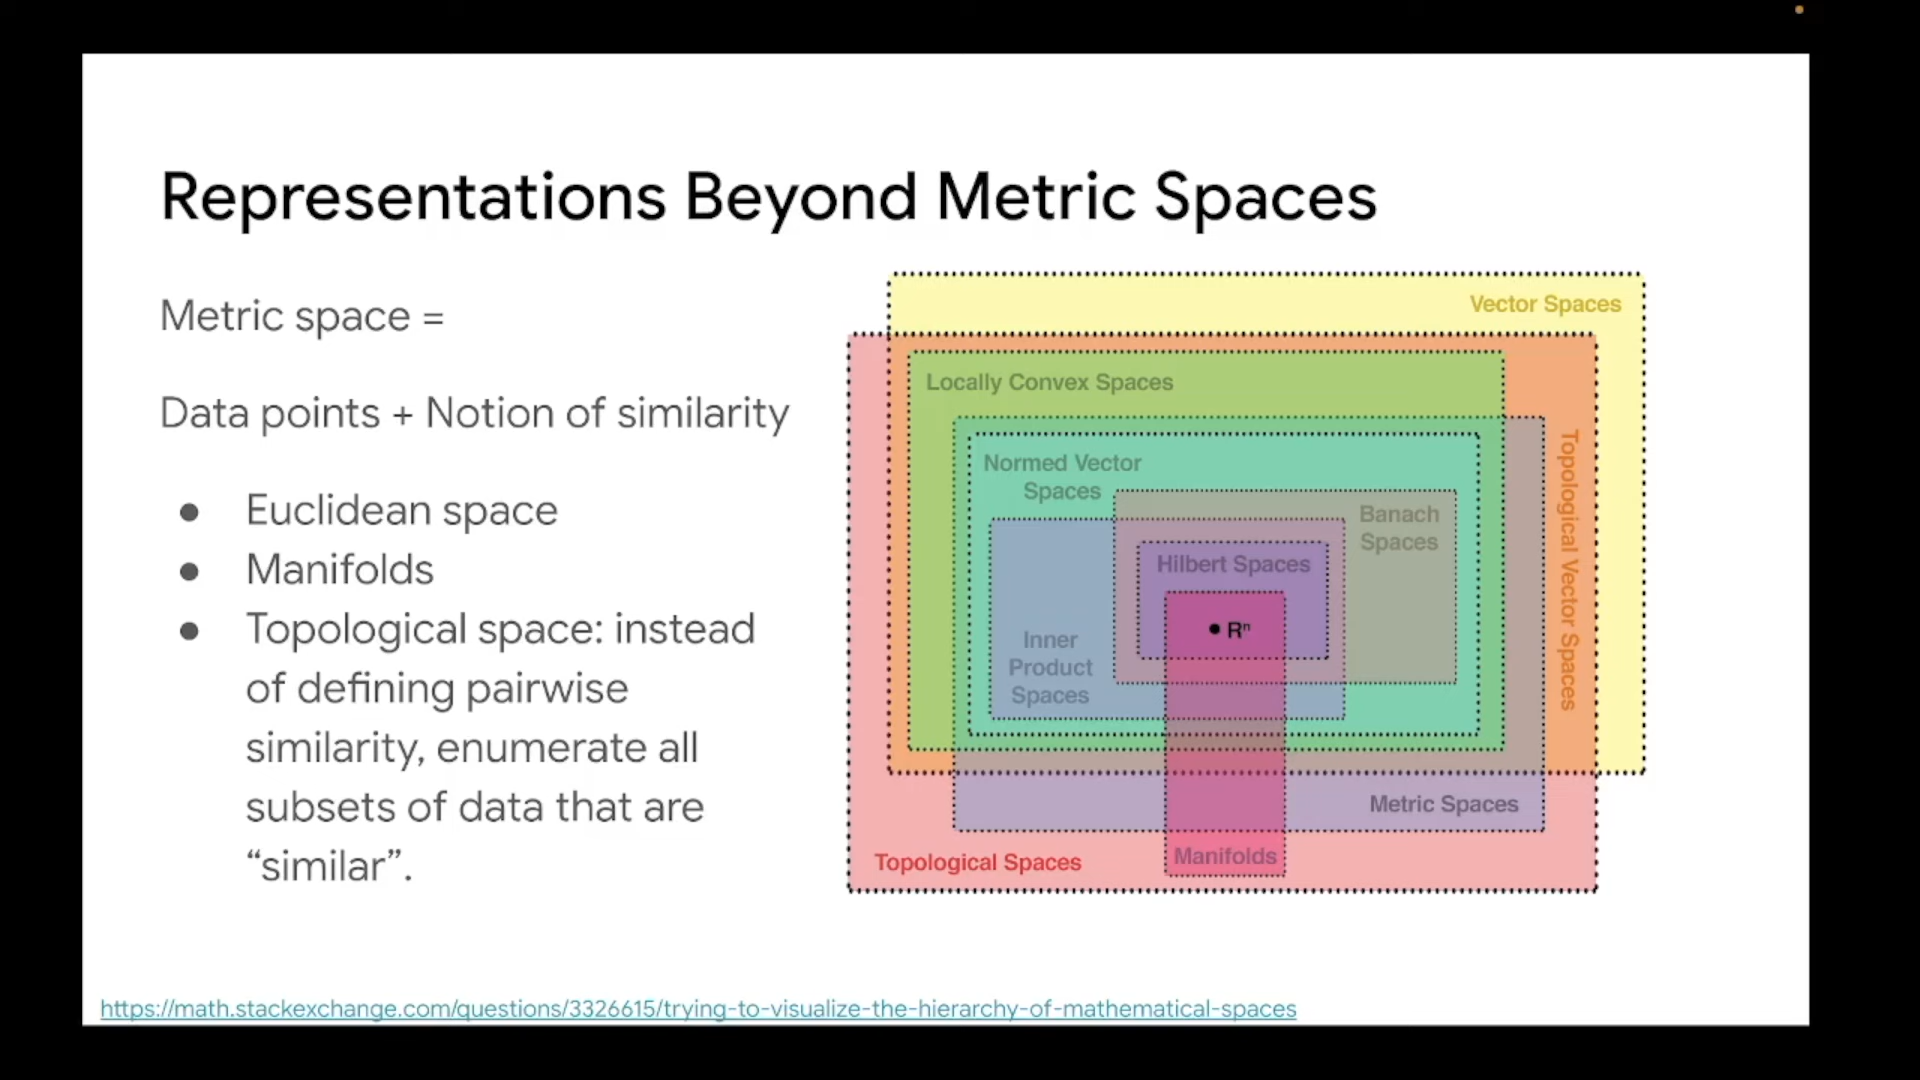 Representations Beyond Metric Spaces
Metric space =
Data points + Notion of similarity
● Euclidean space
● Manifolds
● Topological space: instead
of defining pairwise
similarity, enumerate all
subsets of data that are
“similar”.
Vector Spaces
Locally Convex Spaces
Topological Vector Spaces
Normed Vector
Spaces
Banach
Spaces
Hilbert Spaces
• Rⁿ
Inner
Product
Spaces
Metric Spaces
Manifolds
Topological Spaces
https://math.stackexchange.com/questions/3326615/trying-to-visualize-the-hierarchy-of-mathematical-spaces